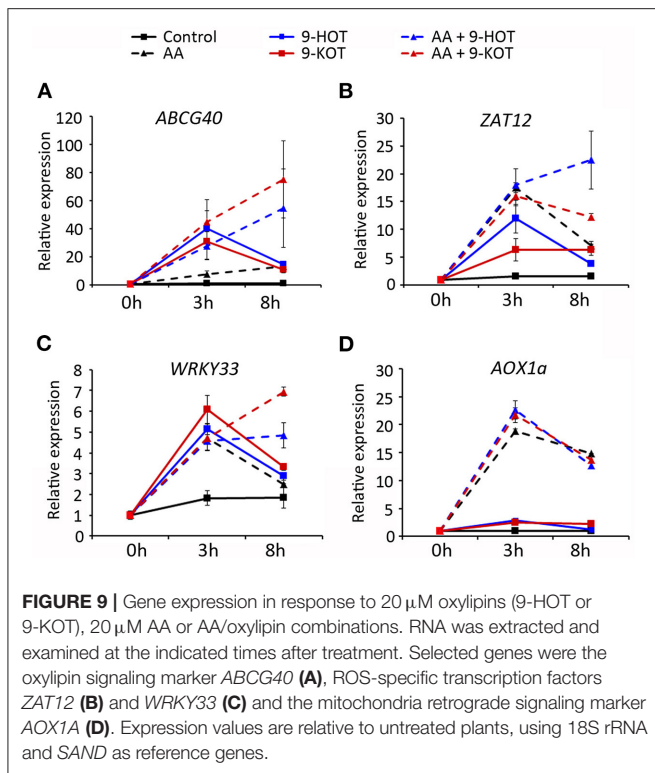 Control 9-HOT AA + 9-HOT
AA 9-KOT AA + 9-KOT
A
ABCG40
Relative expression
120
100
80
60
40
20
0
0h 3h 8h
B
ZAT12
Relative expression
30
25
20
15
10
5
0
0h 3h 8h
C
WRKY33
Relative expression
8
7
6
5
4
3
2
1
0
0h 3h 8h
D
AOX1a
Relative expression
30
25
20
15
10
5
0
0h 3h 8h
FIGURE 9 | Gene expression in response to 20 μM oxylipins (9-HOT or
9-KOT), 20 μM AA or AA/oxylipin combinations. RNA was extracted and
examined at the indicated times after treatment. Selected genes were the
oxylipin signaling marker ABCG40 (A), ROS-specific transcription factors
ZAT12 (B) and WRKY33 (C) and the mitochondria retrograde signaling marker
AOX1A (D). Expression values are relative to untreated plants, using 18S rRNA
and SAND as reference genes.